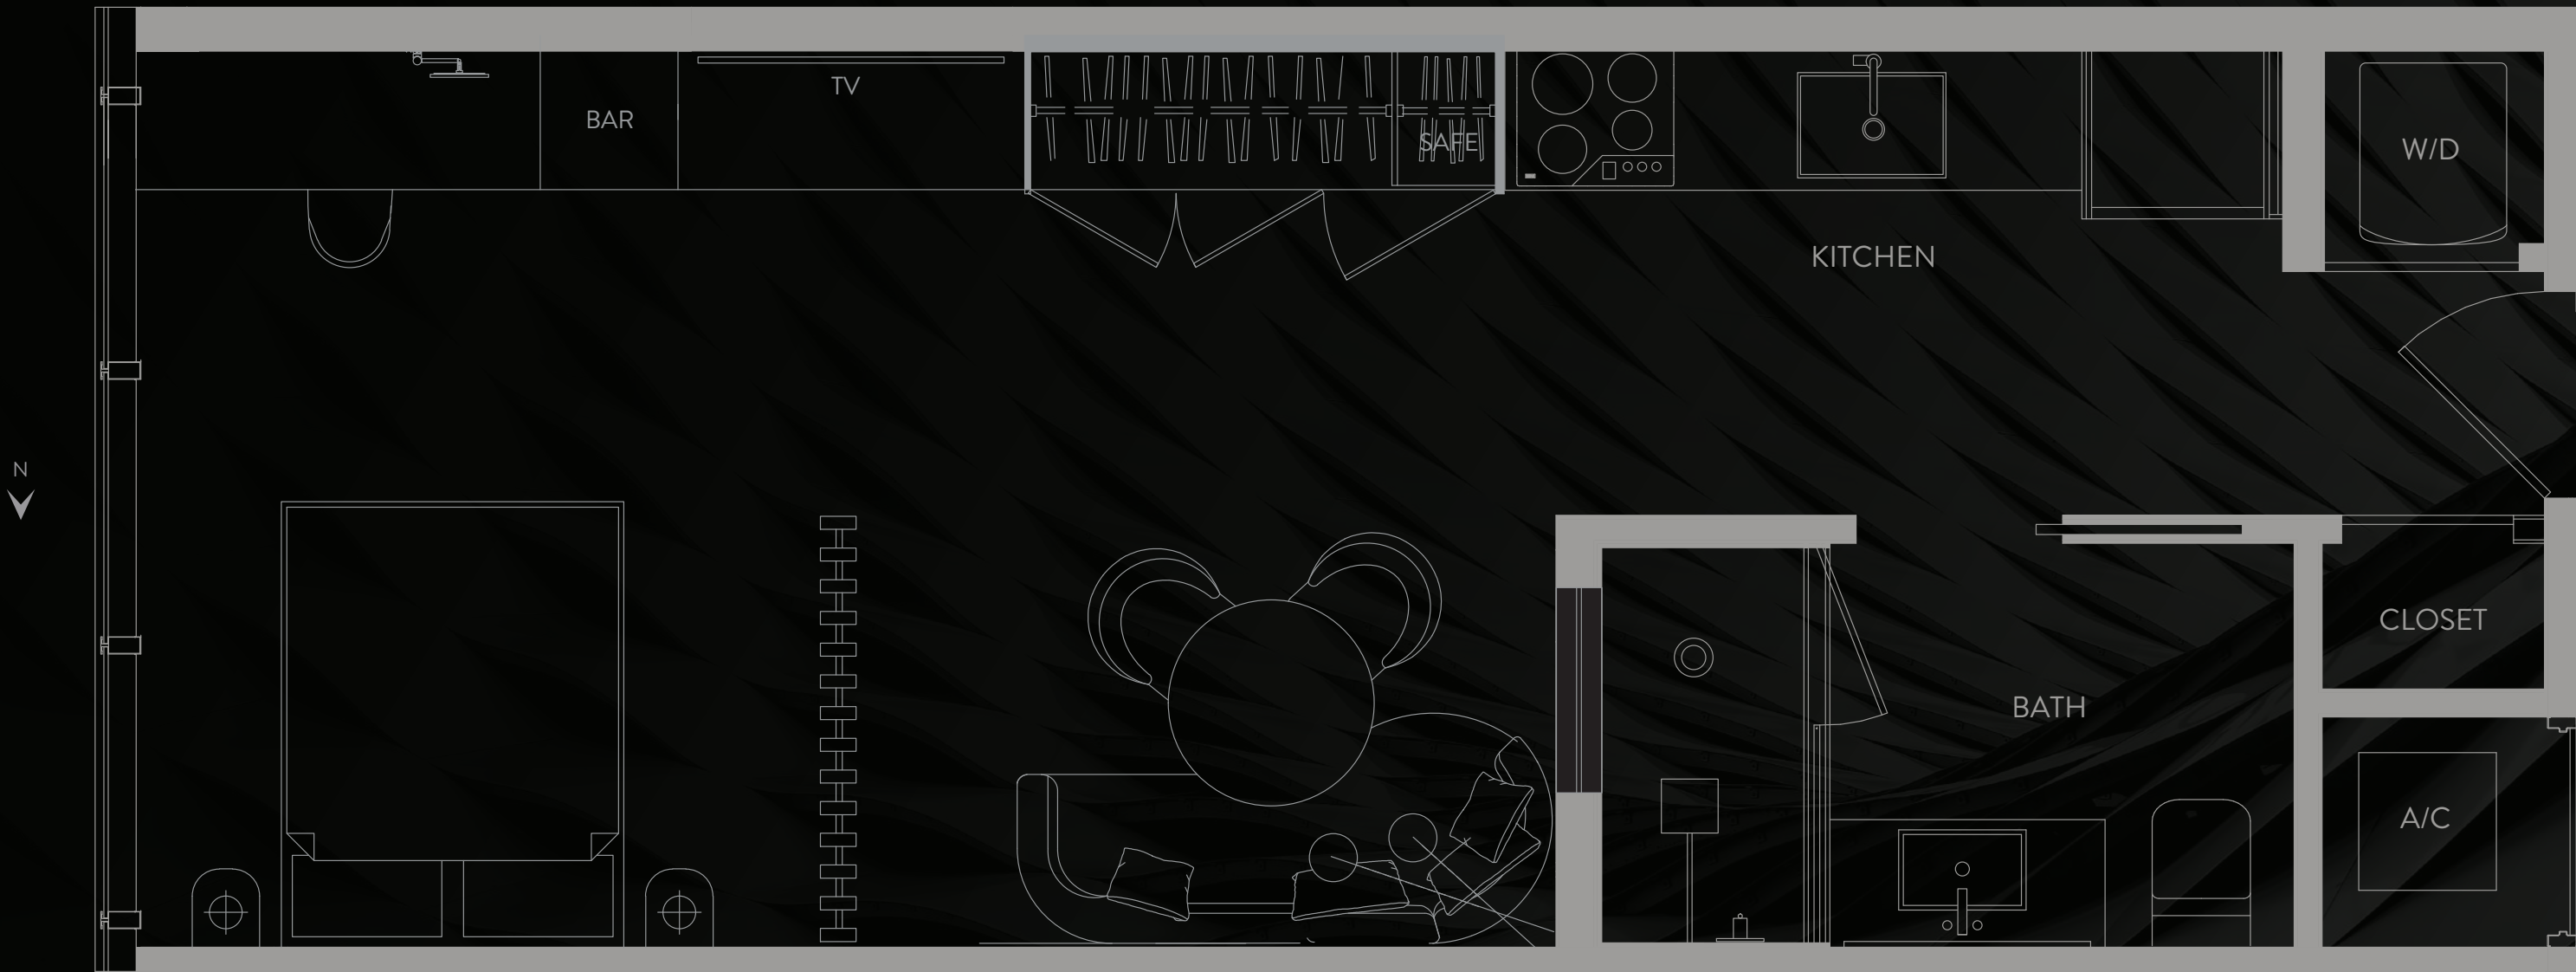 TV
BAR
SAFE
W/D
KITCHEN
N
CLOSET
BATH
A/C